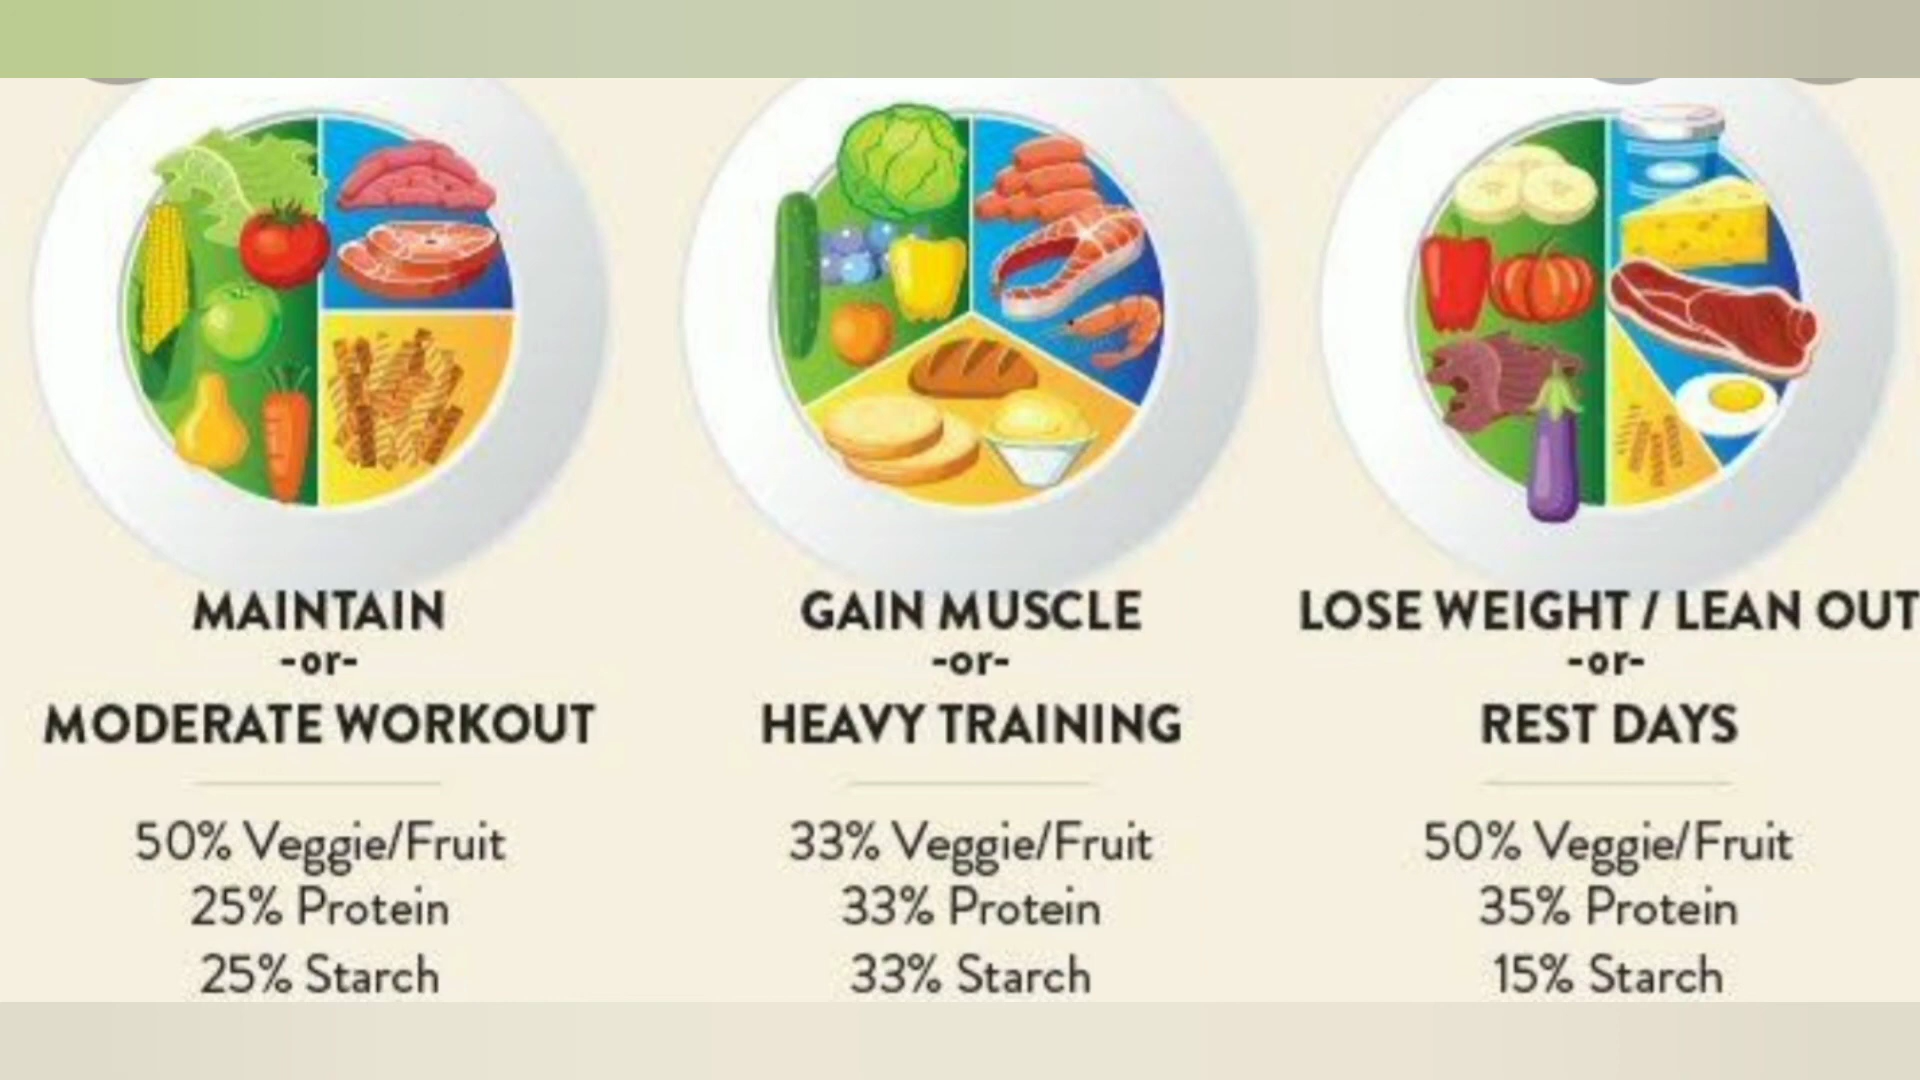 MAINTAIN
-or-
MODERATE WORKOUT
50% Veggie/Fruit
25% Protein
25% Starch
GAIN MUSCLE
-or-
HEAVY TRAINING
33% Veggie/Fruit
33% Protein
33% Starch
LOSE WEIGHT / LEAN OUT
-or-
REST DAYS
50% Veggie/Fruit
35% Protein
15% Starch